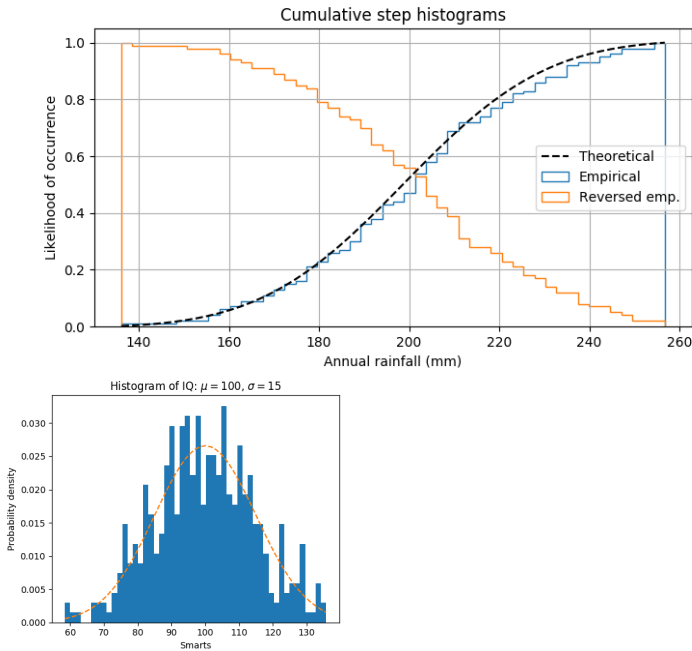 Cumulative step histograms
Likelihood of occurrence
1.0
0.8
0.6
0.4
0.2
0.0
Theoretical
Empirical
Reversed emp.
140 160 180 200 220 240 260
Annual rainfall (mm)
Histogram of IQ: μ = 100, σ = 15
Probability density
0.030
0.025
0.020
0.015
0.010
0.005
0.000
60 70 80 90 100 110 120 130
Smarts